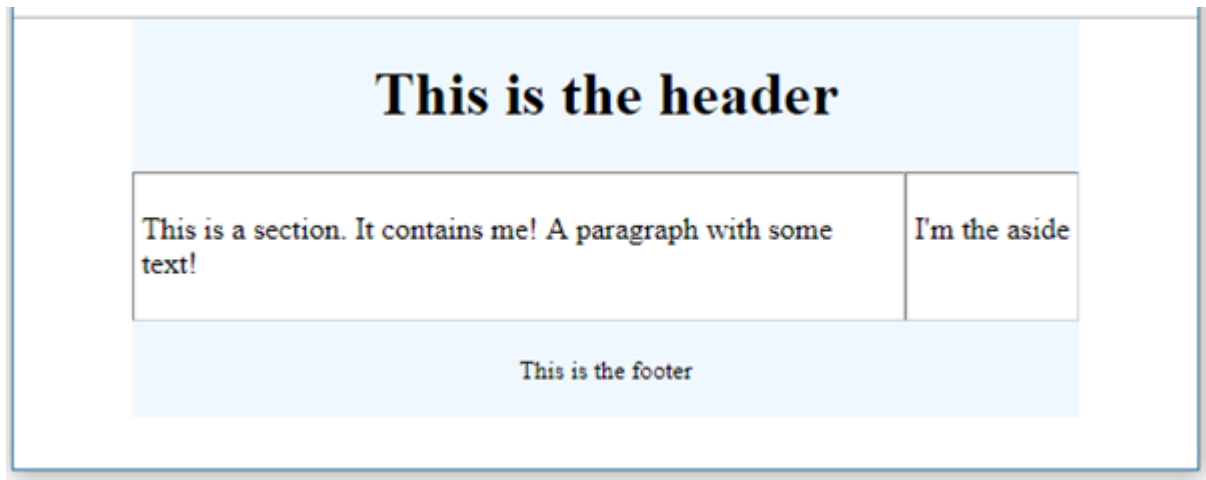 This is the header
This is a section. It contains me! A paragraph with some
text!
I'm the aside
This is the footer